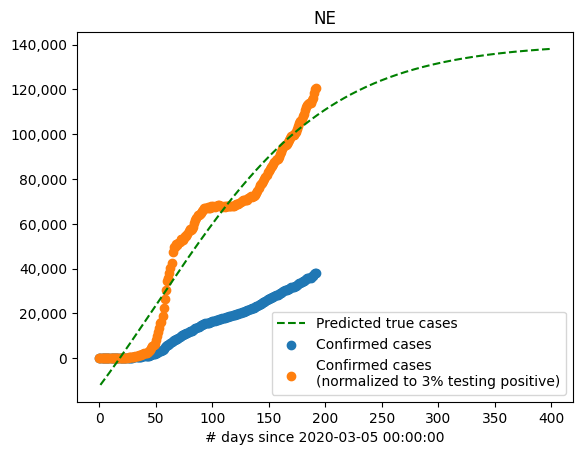 NE
140,000
120,000
100,000
80,000
60,000
40,000
20,000
0
Predicted true cases
Confirmed cases
Confirmed cases
(normalized to 3% testing positive)
0 50 100 150 200 250 300 350 400
# days since 2020-03-05 00:00:00